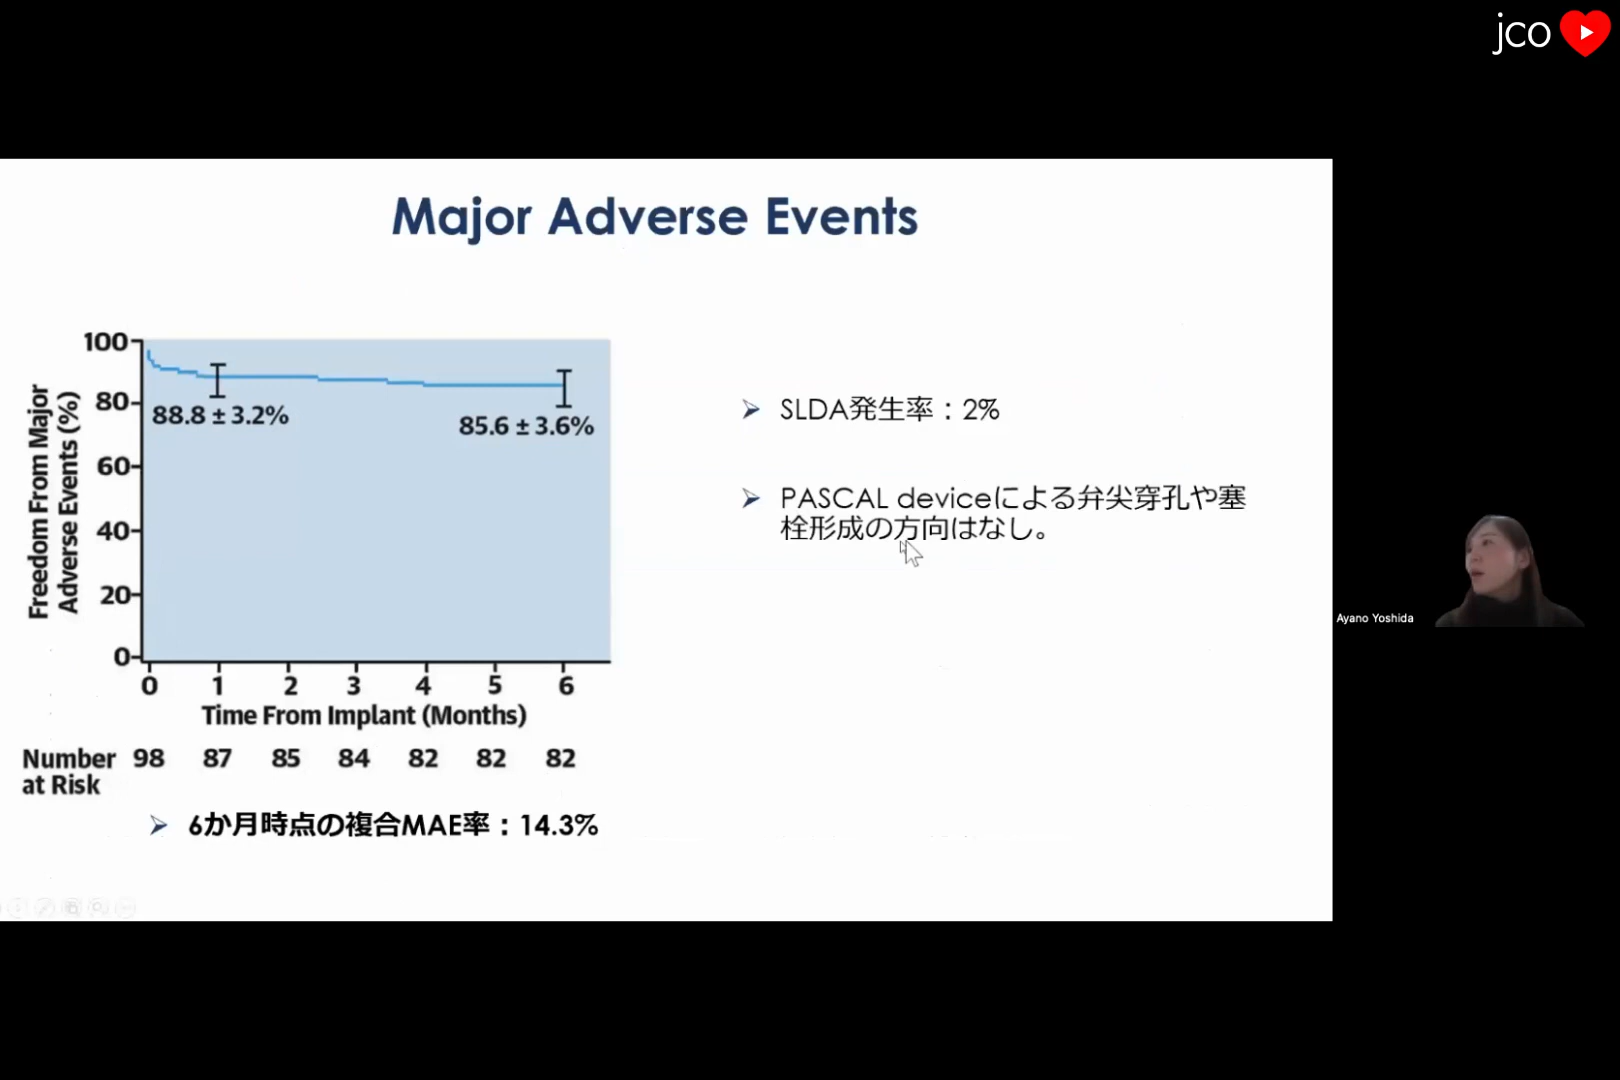 jco
Major Adverse Events
Freedom From Major
Adverse Events (%)
100
80
60
40
20
0
88.8 ± 3.2%
85.6 ± 3.6%
0 1 2 3 4 5 6
Time From Implant (Months)
Number 98 87 85 84 82 82 82
at Risk
6か月時点の複合MAE率：14.3%
SLDA発生率：2%
PASCAL deviceによる弁尖穿孔や塞
栓形成の方向はなし。
Ayano Yoshida